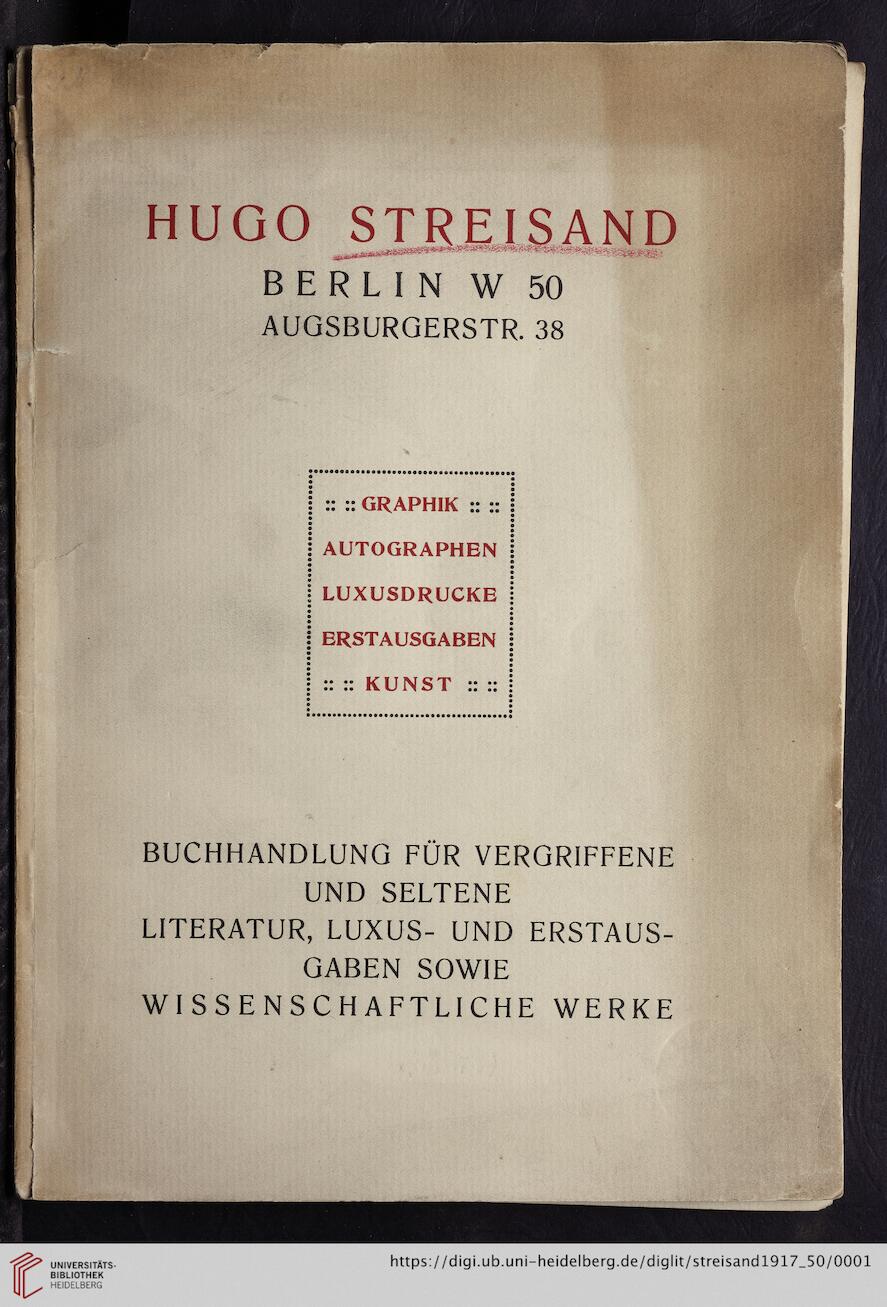 HUGO STREISAND
BERLIN W 50
AUGSBURGERSTR. 38
:: :: GRAPHIK :: ::
AUTOGRAPHEN
LUXUSDRUCKE
ERSTAUSGABEN
:: :: KUNST :: ::
BUCHHANDLUNG FÜR VERGRIFFENE
UND SELTENE
LITERATUR, LUXUS- UND ERSTAUS-
GABEN SOWIE
WISSENSCHAFTLICHE WERKE
UNIVERSITÄTS-
BIBLIOTHEK
HEIDELBERG
https://digi.ub.uni-heidelberg.de/diglit/streisand1917_50/0001